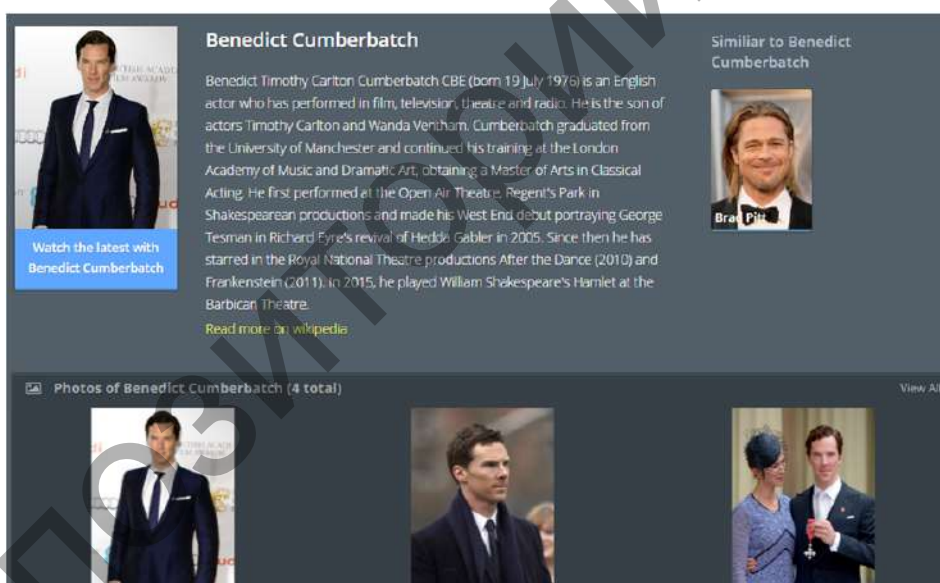 Benedict Cumberbatch
Benedict Timothy Carlton Cumberbatch CBE (born 19 July 1976) is an English
actor who has performed in film, television, theatre and radio. He is the son of
actors Timothy Carlton and Wanda Ventham. Cumberbatch graduated from
the University of Manchester and continued his training at the London
Academy of Music and Dramatic Art, obtaining a Master of Arts in Classical
Acting. He first performed at the Open Air Theatre, Regent's Park in
Shakespearean productions and made his West End debut portraying George
Tesman in Richard Eyre's revival of Hedda Gabler in 2005. Since then he has
starred in the Royal National Theatre productions After the Dance (2010) and
Frankenstein (2011). In 2015, he played William Shakespeare's Hamlet at the
Barbican Theatre.
Read more on wikipedia
Watch the latest with
Benedict Cumberbatch
Similiar to Benedict
Cumberbatch
Brad Pitt
Photos of Benedict Cumberbatch (4 total)
View All